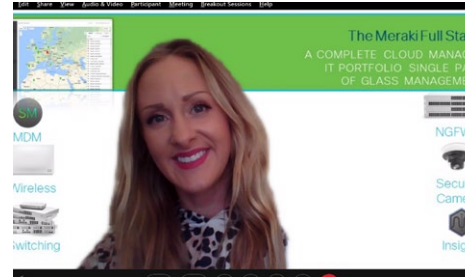 Edit Share View Audio & Video Participant Meeting Breakout Sessions Help
The Meraki Full Sta
A COMPLETE CLOUD MANAG
IT PORTFOLIO SINGLE PA
OF GLASS MANAGEME
SM
MDM
NGFW
Wireless
Secu
Came
Switching
Insig